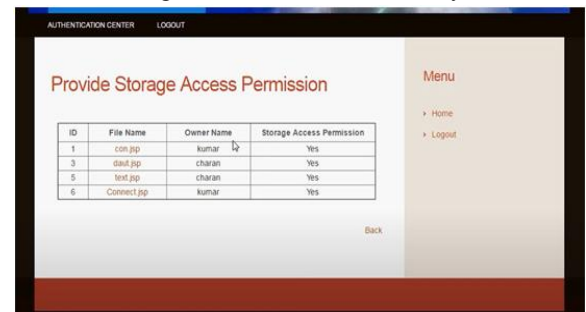 AUTHENTICATION CENTER LOGOUT
Provide Storage Access Permission
ID File Name Owner Name Storage Access Permission
1 con.jsp kumar Yes
3 daut.jsp charan Yes
5 text.jsp charan Yes
6 Connect.jsp kumar Yes
Back
Menu
Home
Logout